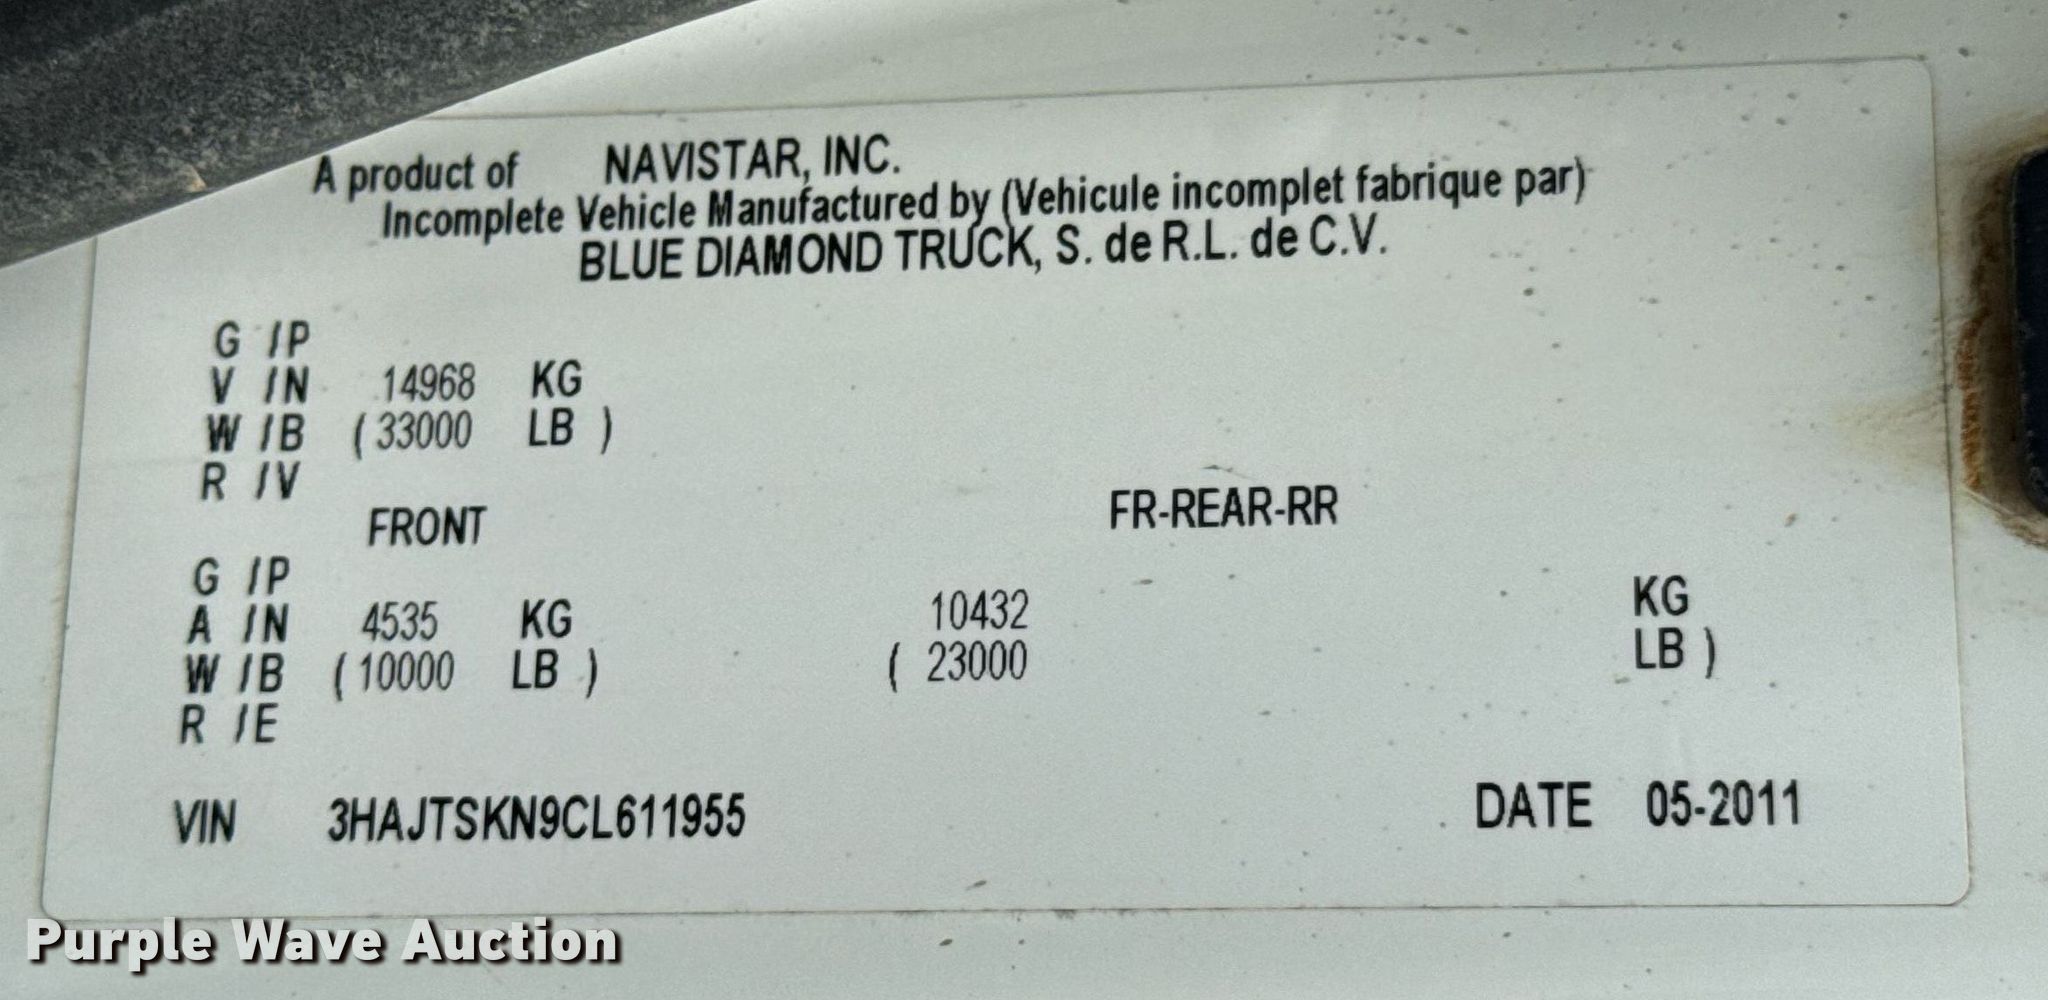 A product of NAVISTAR, INC.
Incomplete Vehicle Manufactured by (Vehicule incomplet fabrique par)
BLUE DIAMOND TRUCK, S. de R.L. de C.V.
G /P
V /N 14968 KG
W /B ( 33000 LB )
R /V
FRONT FR-REAR-RR
G /P
A /N 4535 KG 10432 KG
W /B ( 10000 LB ) ( 23000 LB )
R /E
VIN 3HAJTSKN9CL611955 DATE 05-2011
Purple Wave Auction